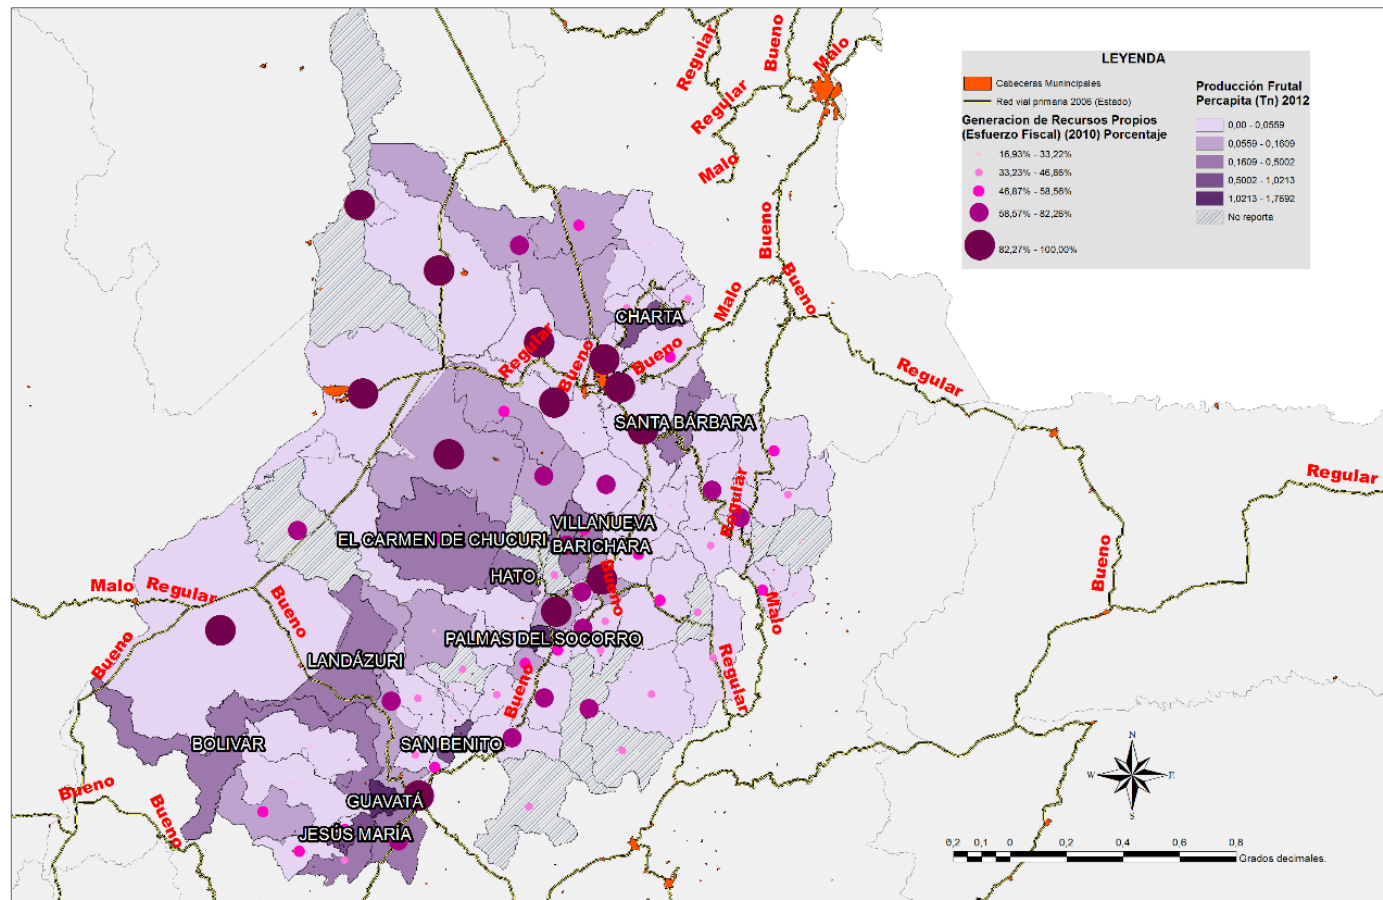 LEYENDA
Cabeceras Municipales
Red vial primaria 2006 (Estado)
Generacion de Recursos Propios
(Esfuerzo Fiscal) (2010) Porcentaje
16,93% - 33,22%
33,23% - 46,86%
46,87% - 58,56%
58,57% - 82,26%
82,27% - 100,00%
Producción Frutal
Percapita (Tn) 2012
0,00 - 0,0559
0,0559 - 0,1609
0,1609 - 0,5002
0,5002 - 1,0213
1,0213 - 1,7692
No reporta
Regular
Bueno
Malo
Regular
Malo
Bueno
Bueno
Malo
CHARTA
Regular
Bueno
Bueno
Regular
SANTA BÁRBARA
Regular
Regular
VILLANUEVA
EL CARMEN DE CHUCURI
BARICHARA
HATO
Bueno
Bueno
Malo
Regular
Bueno
Malo
PALMAS DEL SOCORRO
Bueno
LANDÁZURI
Regular
Bueno
BOLIVAR
SAN BENITO
Bueno
Bueno
GUAVATÁ
JESÚS MARÍA
N
W
E
S
0,2
0,1
0
0,2
0,4
0,6
0,8
Grados decimales.